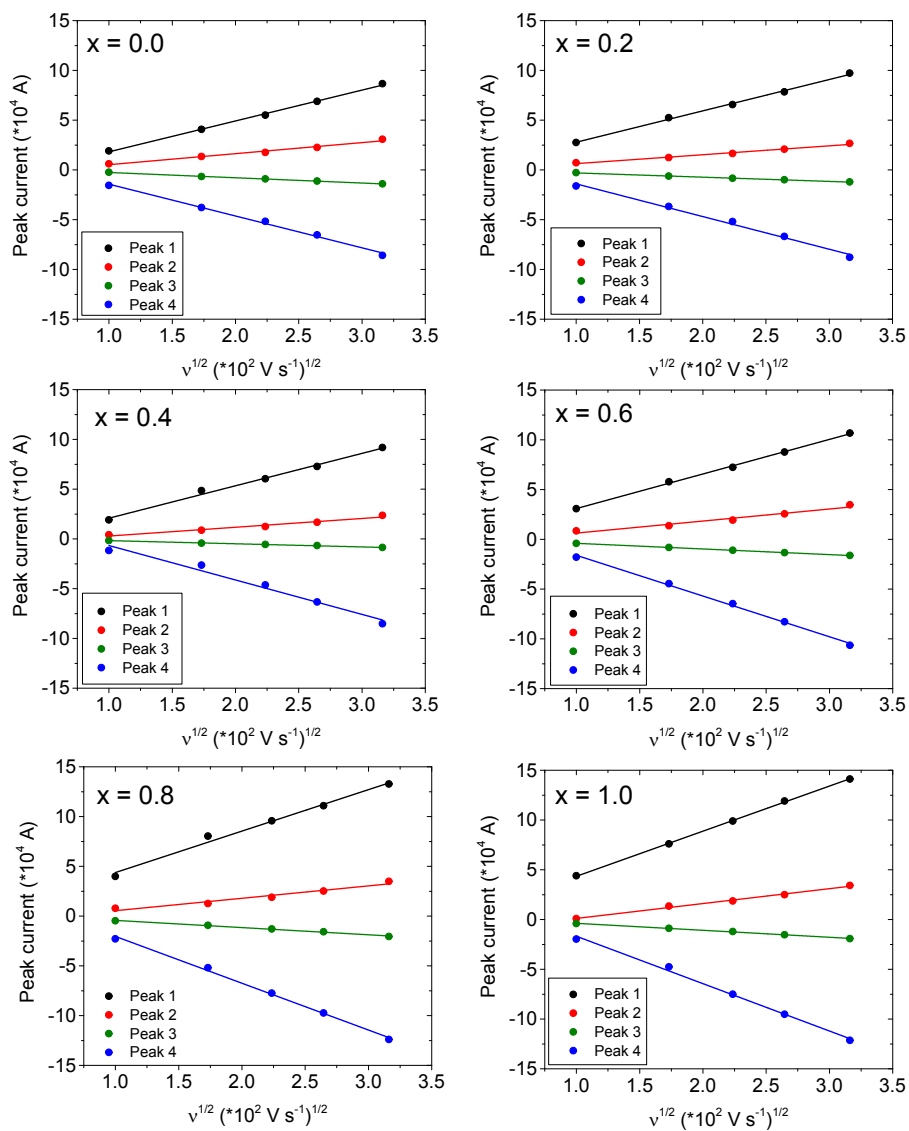 x = 0.0
Peak current (*10⁴ A)
15
10
5
0
-5
-10
-15
Peak 1
Peak 2
Peak 3
Peak 4
1.0 1.5 2.0 2.5 3.0 3.5
ν^1/2 (*10² V s⁻¹)^1/2
x = 0.2
Peak current (*10⁴ A)
15
10
5
0
-5
-10
-15
Peak 1
Peak 2
Peak 3
Peak 4
1.0 1.5 2.0 2.5 3.0 3.5
ν^1/2 (*10² V s⁻¹)^1/2
x = 0.4
Peak current (*10⁴ A)
15
10
5
0
-5
-10
-15
Peak 1
Peak 2
Peak 3
Peak 4
1.0 1.5 2.0 2.5 3.0 3.5
ν^1/2 (*10² V s⁻¹)^1/2
x = 0.6
Peak current (*10⁴ A)
15
10
5
0
-5
-10
-15
Peak 1
Peak 2
Peak 3
Peak 4
1.0 1.5 2.0 2.5 3.0 3.5
ν^1/2 (*10² V s⁻¹)^1/2
x = 0.8
Peak current (*10⁴ A)
15
10
5
0
-5
-10
-15
Peak 1
Peak 2
Peak 3
Peak 4
1.0 1.5 2.0 2.5 3.0 3.5
ν^1/2 (*10² V s⁻¹)^1/2
x = 1.0
Peak current (*10⁴ A)
15
10
5
0
-5
-10
-15
Peak 1
Peak 2
Peak 3
Peak 4
1.0 1.5 2.0 2.5 3.0 3.5
ν^1/2 (*10² V s⁻¹)^1/2